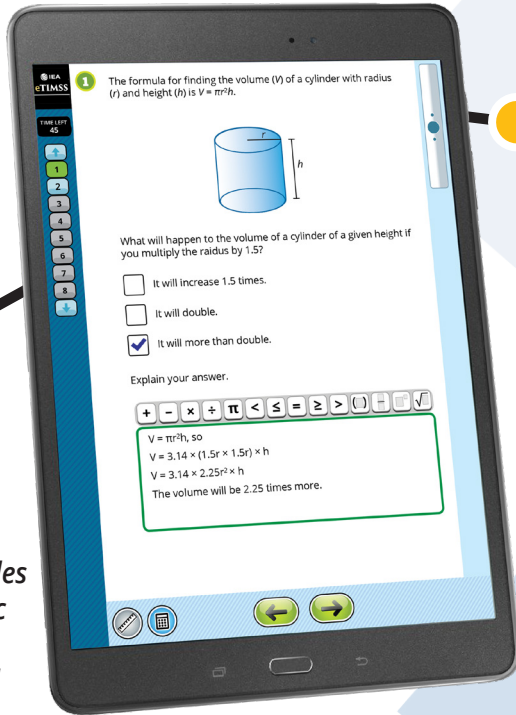 IEA
eTIMSS
TIME LEFT
45
1
2
3
4
5
6
7
8
1
The formula for finding the volume (V) of a cylinder with radius
(r) and height (h) is V = πr²h.
r
h
What will happen to the volume of a cylinder of a given height if
you multiply the raidus by 1.5?
It will increase 1.5 times.
It will double.
It will more than double.
Explain your answer.
+ − × ÷ π < ≤ = ≥ > () √
V = πr²h, so
V = 3.14 × (1.5r × 1.5r) × h
V = 3.14 × 2.25r² × h
The volume will be 2.25 times more.